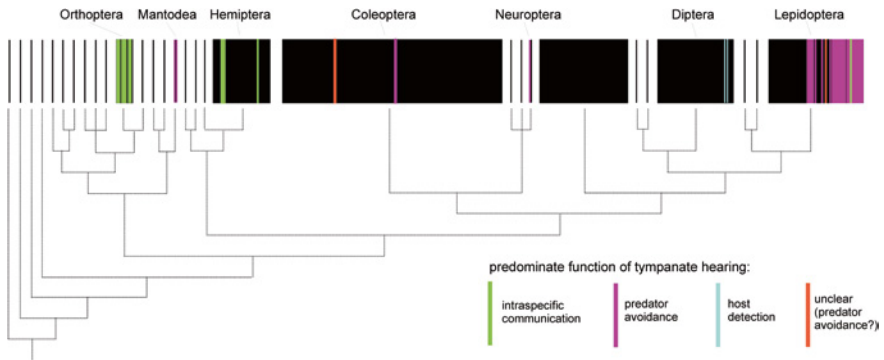 Orthoptera Mantodea Hemiptera Coleoptera Neuroptera Diptera Lepidoptera
predominate function of tympanate hearing:
intraspecific
communication
predator
avoidance
host
detection
unclear
(predator
avoidance?)